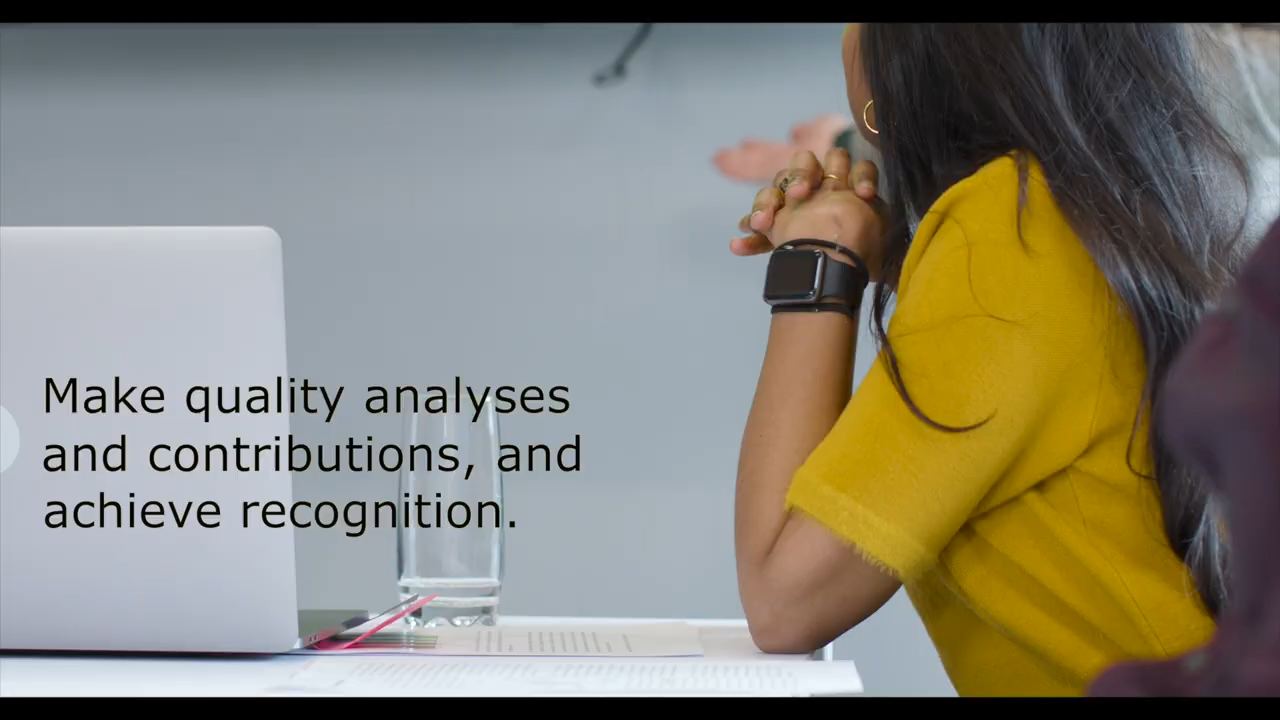 Make quality analyses
and contributions, and
achieve recognition.